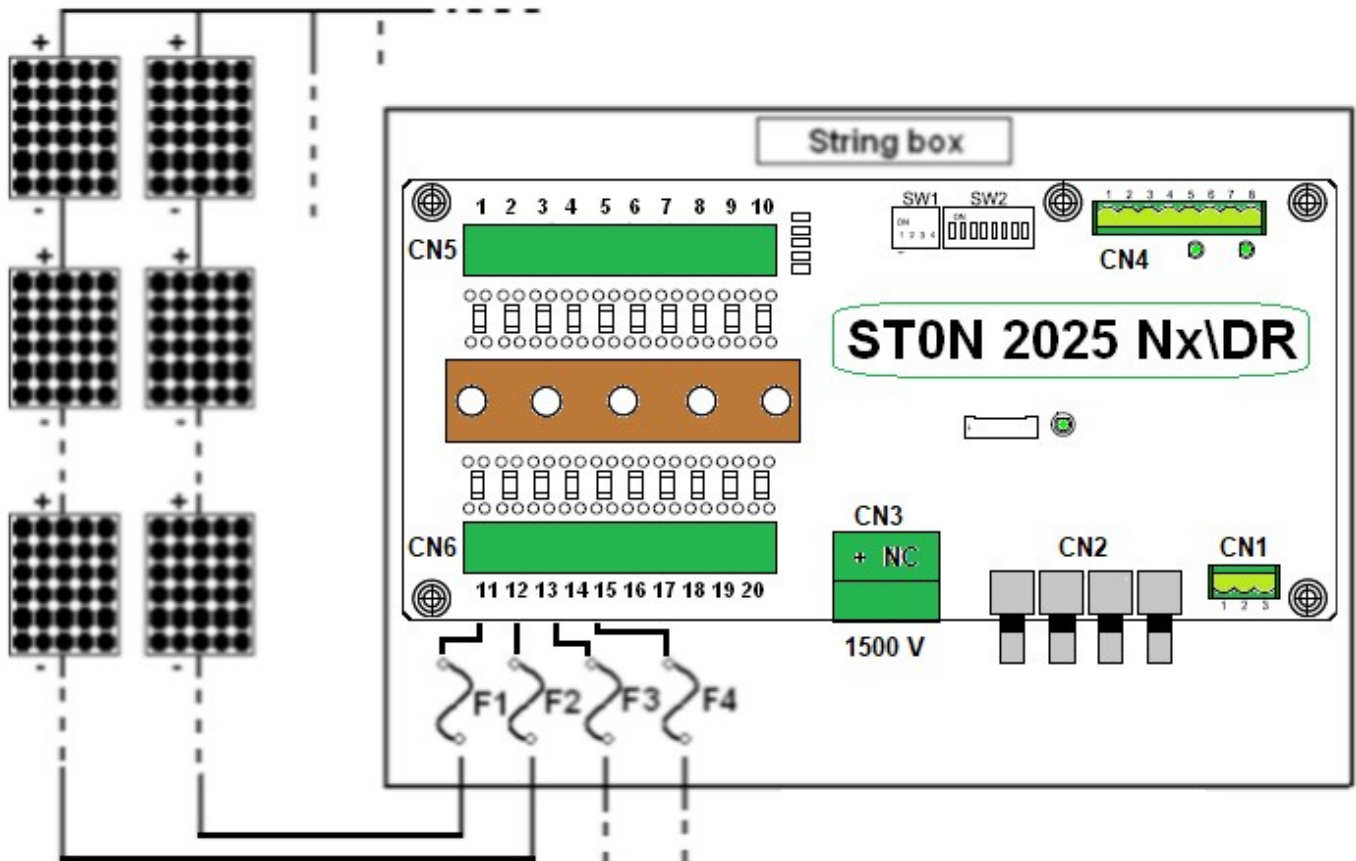 + +
String box
SW1 SW2
1 2 3 4 5 6 7 8
1 2 3 4 5 6 7 8 9 10
ON
1 2 3 4
ON
- -
CN5
CN4
+ +
ST0N 2025 Nx\DR
- -
+ +
CN3
CN6
+ NC
CN2
CN1
11 12 13 14 15 16 17 18 19 20
1 2 3
1500 V
- -
F1 F2 F3 F4